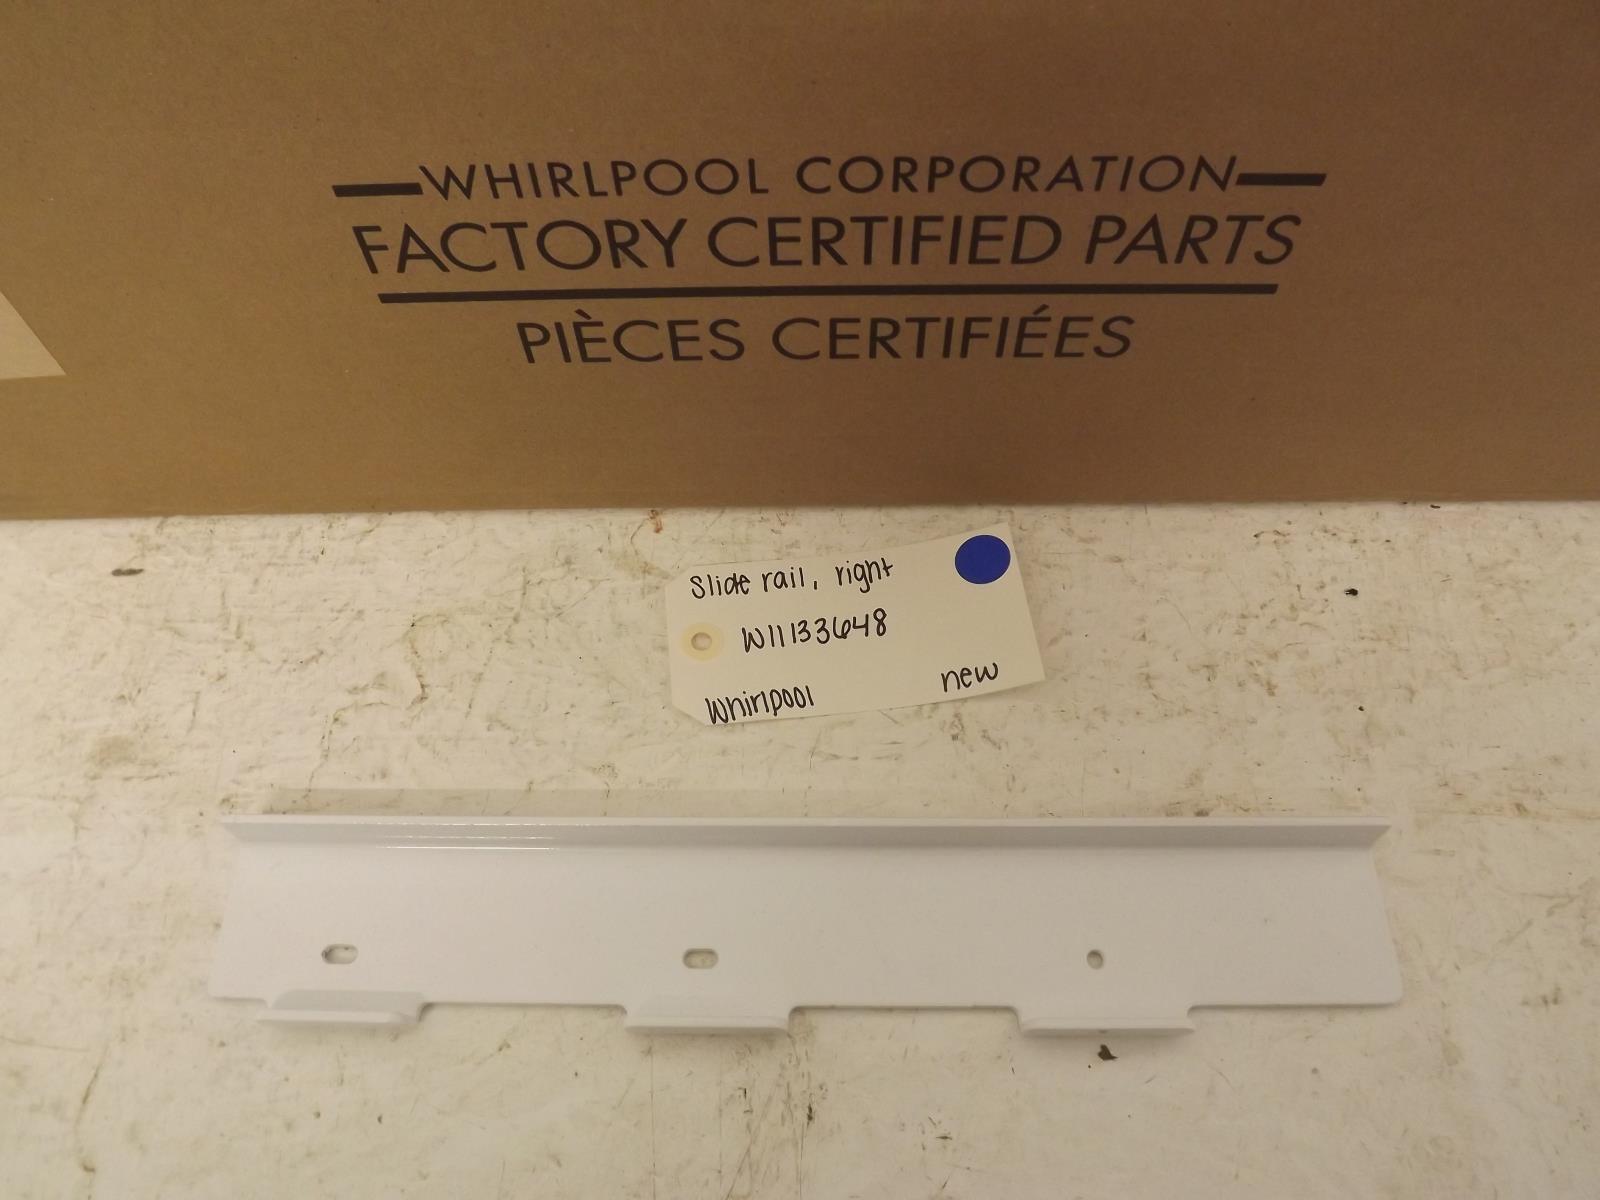 WHIRLPOOL CORPORATION
FACTORY CERTIFIED PARTS
PIÈCES CERTIFIÉES
Slide rail, right
W11133648
Whirlpool
new